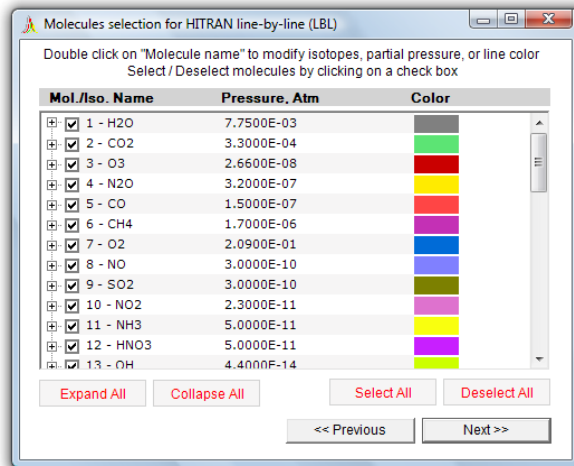 Molecules selection for HITRAN line-by-line (LBL)
Double click on "Molecule name" to modify isotopes, partial pressure, or line color
Select / Deselect molecules by clicking on a check box
Mol./Iso. Name Pressure, Atm Color
1 - H2O 7.7500E-03
2 - CO2 3.3000E-04
3 - O3 2.6600E-08
4 - N2O 3.2000E-07
5 - CO 1.5000E-07
6 - CH4 1.7000E-06
7 - O2 2.0900E-01
8 - NO 3.0000E-10
9 - SO2 3.0000E-10
10 - NO2 2.3000E-11
11 - NH3 5.0000E-11
12 - HNO3 5.0000E-11
13 - OH 4.4000E-14
Expand All Collapse All Select All Deselect All
<< Previous Next >>